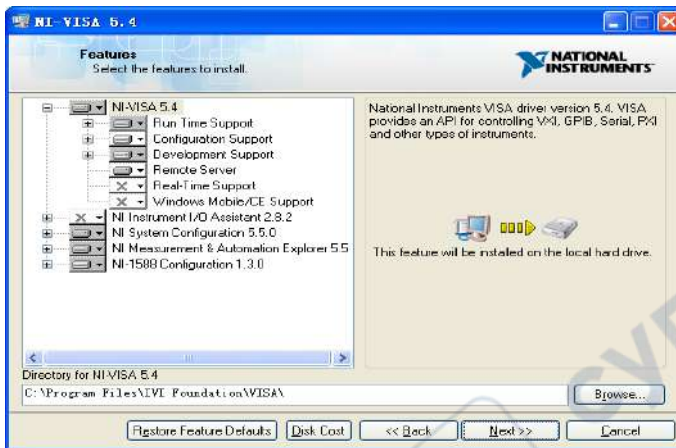 NI-VISA 5.4
Features
Select the features to install.
NATIONAL
INSTRUMENTS
NI-VISA 5.4
Run Time Support
Configuration Support
Development Support
Remote Server
Real-Time Support
Windows Mobile/CE Support
NI Instrument I/O Assistant 2.8.2
NI System Configuration 5.5.0
NI Measurement & Automation Explorer 5.5
NI-1588 Configuration 1.3.0
National Instruments VISA driver version 5.4. VISA
provides an API for controlling VXI, GPIB, Serial, PXI
and other types of instruments.
This feature will be installed on the local hard drive.
Directory for NI-VISA 5.4
C:\Program Files\IVI Foundation\VISA\
Browse...
Restore Feature Defaults
Disk Cost
<< Back
Next >>
Cancel